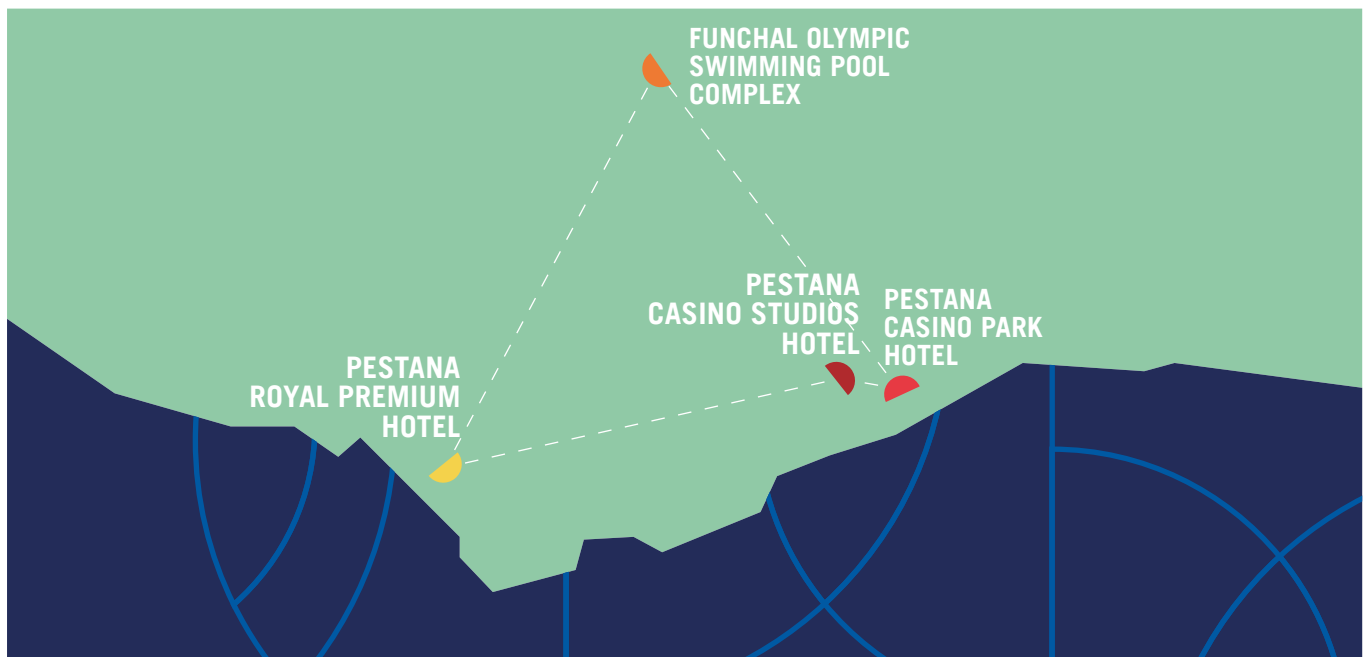 FUNCHAL OLYMPIC
SWIMMING POOL
COMPLEX
PESTANA
CASINO STUDIOS
HOTEL
PESTANA
CASINO PARK
HOTEL
PESTANA
ROYAL PREMIUM
HOTEL